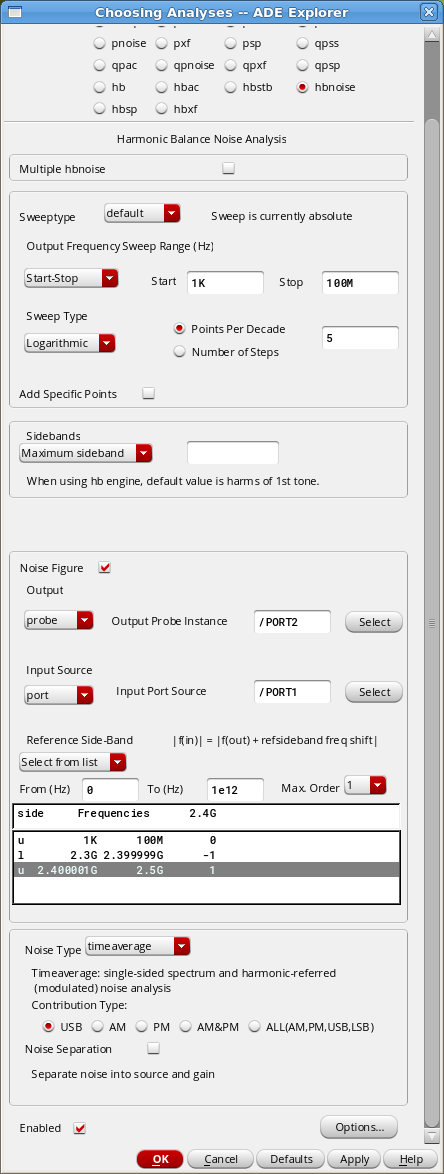 Choosing Analyses -- ADE Explorer
pnoise pxf psp qpss
qpac qpnoise qpxf qpsp
hb hbac hbstb hbnoise
hbsp hbxf
Harmonic Balance Noise Analysis
Multiple hbnoise
Sweeptype default Sweep is currently absolute
Output Frequency Sweep Range (Hz)
Start-Stop Start 1K Stop 100M
Sweep Type
Logarithmic Points Per Decade 5
Number of Steps
Add Specific Points
Sidebands
Maximum sideband
When using hb engine, default value is harms of 1st tone.
Noise Figure
Output
probe Output Probe Instance /PORT2 Select
Input Source
port Input Port Source /PORT1 Select
Reference Side-Band |f(in)| = |f(out) + refsideband freq shift|
Select from list
From (Hz) 0 To (Hz) 1e12 Max. Order 1
side Frequencies 2.4G
u 1K 100M 0
l 2.3G 2.399999G -1
u 2.400001G 2.5G 1
Noise Type timeaverage
Timeaverage: single-sided spectrum and harmonic-referred
(modulated) noise analysis
Contribution Type:
USB AM PM AM&PM ALL(AM,PM,USB,LSB)
Noise Separation
Separate noise into source and gain
Enabled Options...
OK Cancel Defaults Apply Help